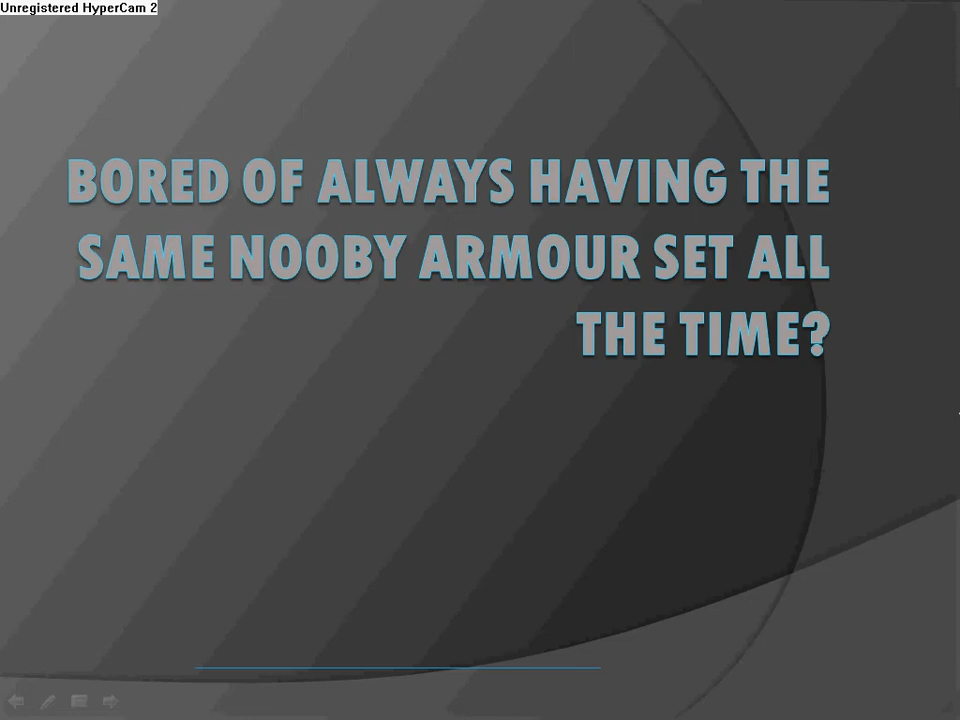 Unregistered HyperCam 2
BORED OF ALWAYS HAVING THE
SAME NOOBY ARMOUR SET ALL
THE TIME?